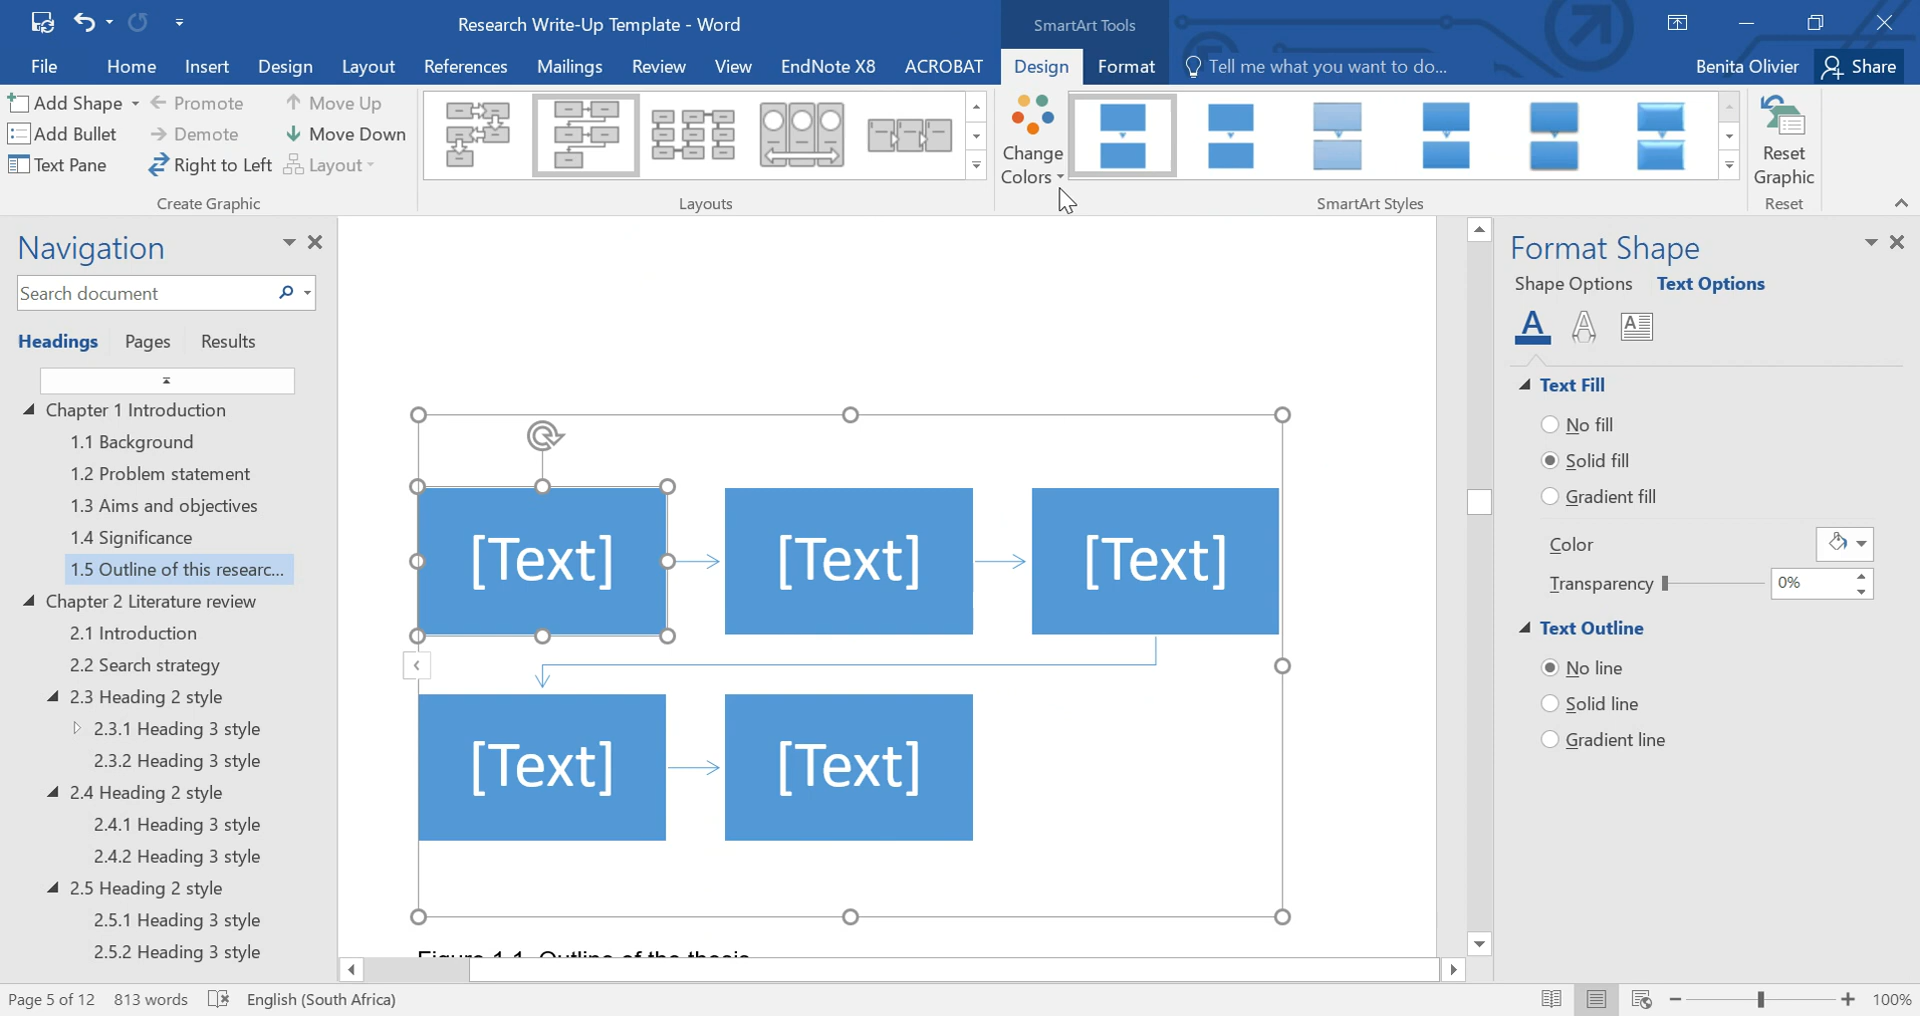 Research Write-Up Template - Word
SmartArt Tools
File Home Insert Design Layout References Mailings Review View EndNote X8 ACROBAT Design Format Tell me what you want to do... Benita Olivier Share
Add Shape Promote Move Up
Add Bullet Demote Move Down
Text Pane Right to Left Layout
Create Graphic
Layouts
Change
Colors
SmartArt Styles
Reset
Graphic
Reset
Navigation
Search document
Headings Pages Results
Chapter 1 Introduction
1.1 Background
1.2 Problem statement
1.3 Aims and objectives
1.4 Significance
1.5 Outline of this researc...
Chapter 2 Literature review
2.1 Introduction
2.2 Search strategy
2.3 Heading 2 style
2.3.1 Heading 3 style
2.3.2 Heading 3 style
2.4 Heading 2 style
2.4.1 Heading 3 style
2.4.2 Heading 3 style
2.5 Heading 2 style
2.5.1 Heading 3 style
2.5.2 Heading 3 style
[Text] [Text] [Text]
[Text] [Text]
Figure 1.1 Outline of the thesis
Format Shape
Shape Options Text Options
A A A
Text Fill
No fill
Solid fill
Gradient fill
Color
Transparency 0%
Text Outline
No line
Solid line
Gradient line
Page 5 of 12 813 words English (South Africa) 100%